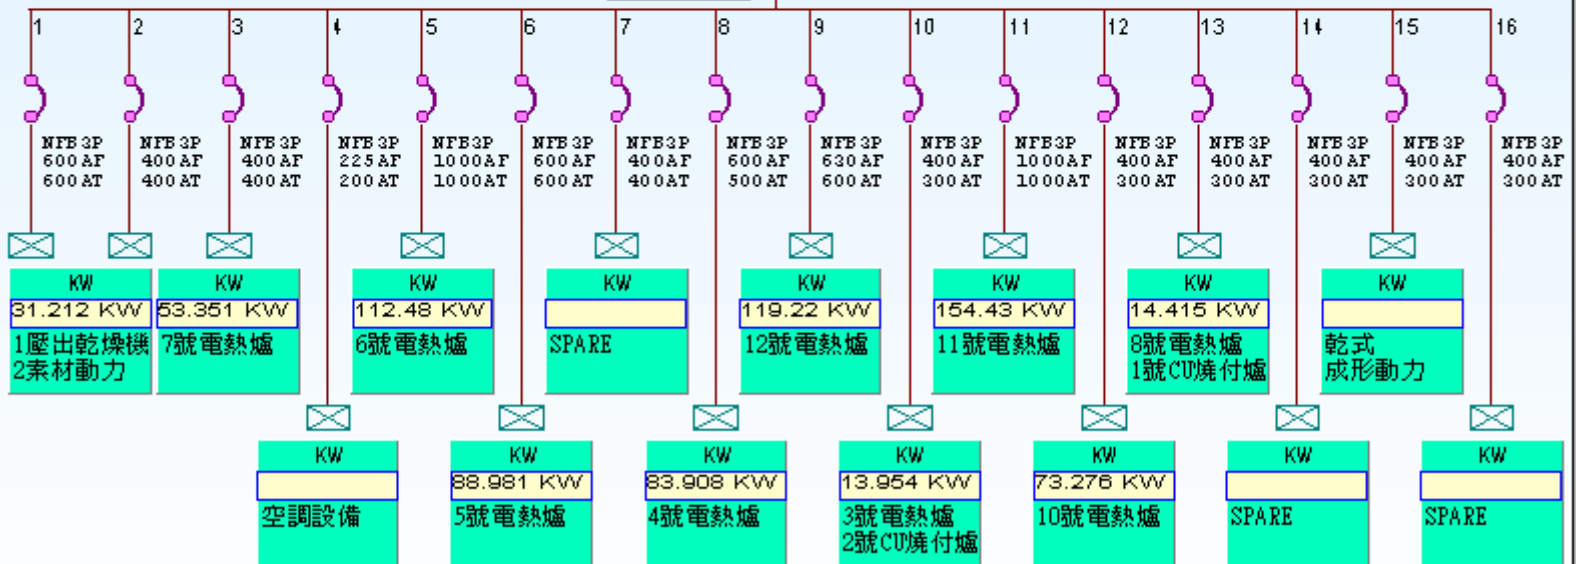 1 2 3 4 5 6 7 8 9 10 11 12 13 14 15 16
NFB 3P NFB 3P NFB 3P NFB 3P NFB 3P NFB 3P NFB 3P NFB 3P NFB 3P NFB 3P NFB 3P NFB 3P NFB 3P NFB 3P NFB 3P NFB 3P
600 AF 400 AF 400 AF 225 AF 1000AF 600 AF 400 AF 600 AF 630 AF 400 AF 1000AF 400 AF 400 AF 400 AF 400 AF 400 AF
600 AT 400 AT 400 AT 200 AT 1000AT 600 AT 400 AT 500 AT 600 AT 300 AT 1000AT 300 AT 300 AT 300 AT 300 AT 300 AT
KW
31.212 KW
1壓出乾燥機
2素材動力
KW
53.351 KW
7號電熱爐
KW
112.48 KW
6號電熱爐
KW
SPARE
KW
119.22 KW
12號電熱爐
KW
154.43 KW
11號電熱爐
KW
14.415 KW
8號電熱爐
1號CU燒付爐
KW
乾式
成形動力
KW
空調設備
KW
88.981 KW
5號電熱爐
KW
83.908 KW
4號電熱爐
KW
13.954 KW
3號電熱爐
2號CU燒付爐
KW
73.276 KW
10號電熱爐
KW
SPARE
KW
SPARE